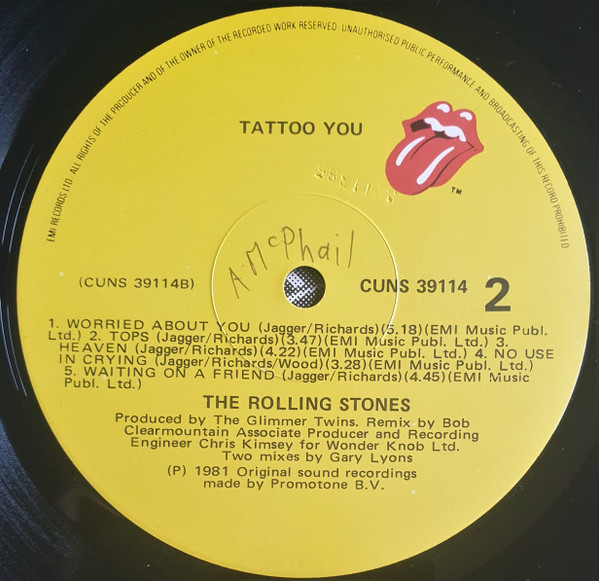 EMI RECORDS LTD. ALL RIGHTS OF THE PRODUCER AND OF THE OWNER OF THE RECORDED WORK RESERVED. UNAUTHORISED PUBLIC PERFORMANCE AND BROADCASTING OF THIS RECORD PROHIBITED
TATTOO YOU
TM
A. McPhail
(CUNS 39114B)
CUNS 39114
2
1. WORRIED ABOUT YOU (Jagger/Richards)(5.18)(EMI Music Publ.
Ltd.) 2. TOPS (Jagger/Richards)(3.47)(EMI Music Publ. Ltd.) 3.
HEAVEN (Jagger/Richards)(4.22)(EMI Music Publ. Ltd.) 4. NO USE
IN CRYING (Jagger/Richards/Wood)(3.28)(EMI Music Publ. Ltd.)
5. WAITING ON A FRIEND (Jagger/Richards)(4.45)(EMI Music
Publ. Ltd.)
THE ROLLING STONES
Produced by The Glimmer Twins. Remix by Bob
Clearmountain Associate Producer and Recording
Engineer Chris Kimsey for Wonder Knob Ltd.
Two mixes by Gary Lyons
(P) 1981 Original sound recordings
made by Promotone B.V.